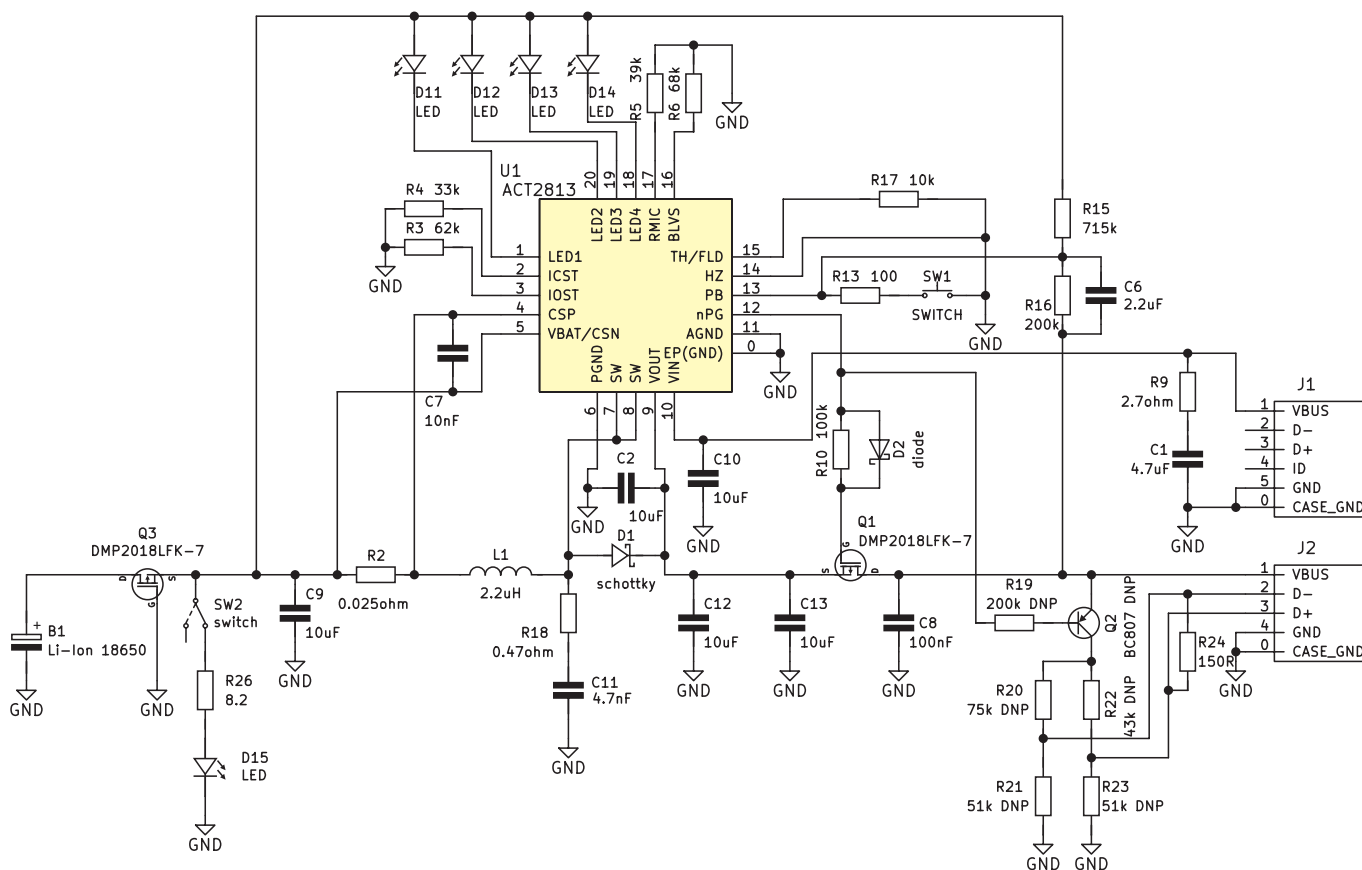 D11
LED
D12
LED
D13
LED
D14
LED
R5 39k
R6 68k
GND
U1
ACT2813
20
19
18
17
16
LED2
LED3
LED4
RMIC
BLVS
R4 33k
R3 62k
GND
1 LED1
2 ICST
3 IOST
4 CSP
5 VBAT/CSN
TH/FLD 15
HZ 14
PB 13
nPG 12
AGND 11
EP(GND) 0
PGND
SW
SW
VOUT
VIN
6
7
8
9
10
R17 10k
R13 100
SW1
SWITCH
GND
GND
R15
715k
R16
200k
C6
2.2uF
C7
10nF
R10 100k
D2
diode
R9
2.7ohm
C1
4.7uF
GND
J1
1 VBUS
2 D-
3 D+
4 ID
5 GND
0 CASE_GND
C2
10uF
GND
C10
10uF
GND
D1
schottky
Q3
DMP2018LFK-7
D
S
G
B1
+
Li-Ion 18650
GND
GND
SW2
switch
R26
8.2
D15
LED
GND
C9
10uF
GND
R2
0.025ohm
L1
2.2uH
R18
0.47ohm
C11
4.7nF
GND
C12
10uF
GND
C13
10uF
GND
Q1
DMP2018LFK-7
G
S
D
C8
100nF
GND
R19
200k DNP
Q2
BC807 DNP
R20
75k DNP
R22
43k DNP
R21
51k DNP
R23
51k DNP
GND
GND
R24
150R
GND
J2
1 VBUS
2 D-
3 D+
4 GND
0 CASE_GND